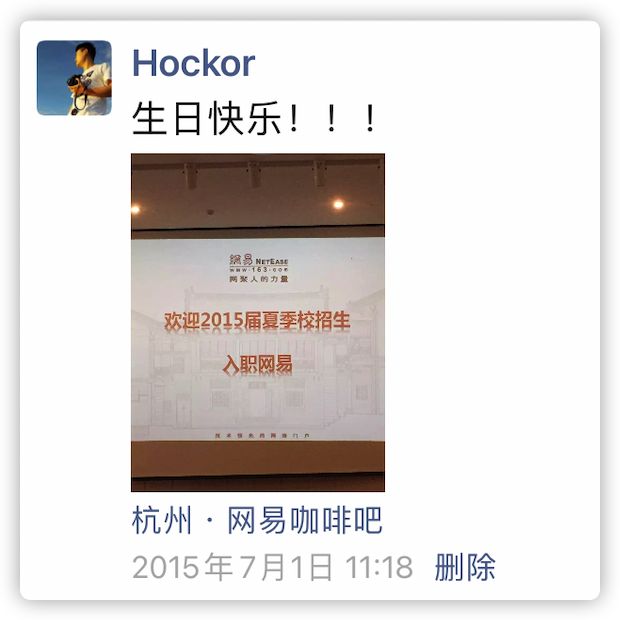 Hockor
生日快乐！！！
網易 NETEASE
www.163.com
网聚人的力量
欢迎2015届夏季校招生
入职网易
杭州 · 网易咖啡吧
2015年7月1日 11:18 删除